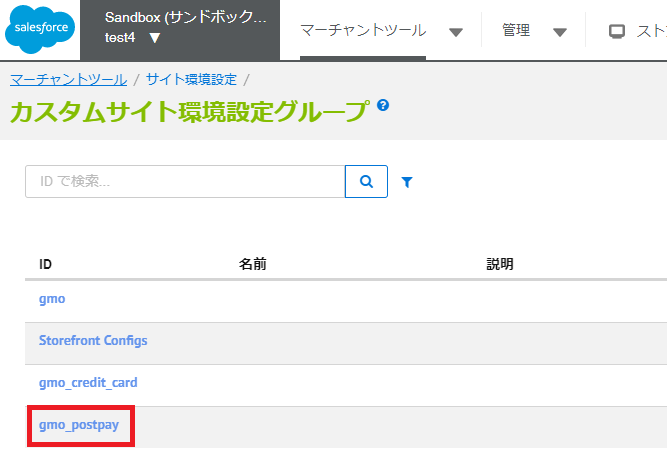 salesforce
Sandbox (サンドボック...
test4 ▼
マーチャントツール ▼ 管理 ▼
マーチャントツール / サイト環境設定 /
カスタムサイト環境設定グループ ?
ID で検索...
ID 名前 説明
gmo
Storefront Configs
gmo_credit_card
gmo_postpay